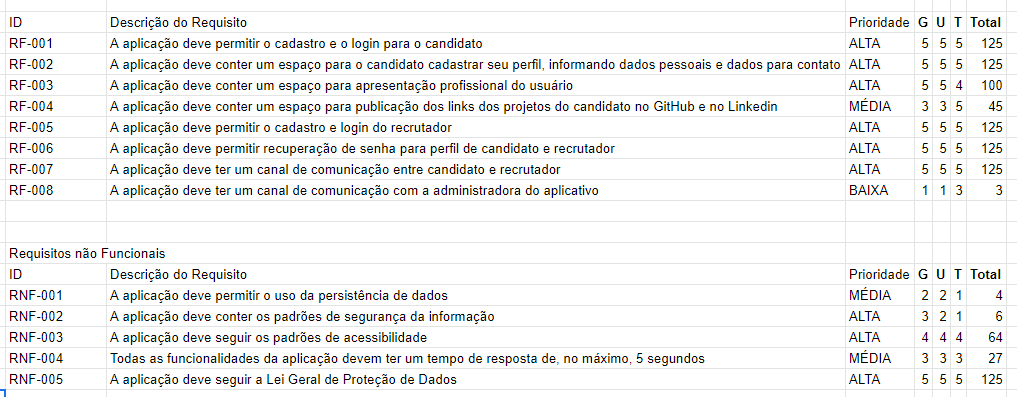 ID Descrição do Requisito Prioridade G U T Total
RF-001 A aplicação deve permitir o cadastro e o login para o candidato ALTA 5 5 5 125
RF-002 A aplicação deve conter um espaço para o candidato cadastrar seu perfil, informando dados pessoais e dados para contato ALTA 5 5 5 125
RF-003 A aplicação deve conter um espaço para apresentação profissional do usuário ALTA 5 5 4 100
RF-004 A aplicação deve conter um espaço para publicação dos links dos projetos do candidato no GitHub e no Linkedin MÉDIA 3 3 5 45
RF-005 A aplicação deve permitir o cadastro e login do recrutador ALTA 5 5 5 125
RF-006 A aplicação deve permitir recuperação de senha para perfil de candidato e recrutador ALTA 5 5 5 125
RF-007 A aplicação deve ter um canal de comunicação entre candidato e recrutador ALTA 5 5 5 125
RF-008 A aplicação deve ter um canal de comunicação com a administradora do aplicativo BAIXA 1 1 3 3
Requisitos não Funcionais
ID Descrição do Requisito Prioridade G U T Total
RNF-001 A aplicação deve permitir o uso da persistência de dados MÉDIA 2 2 1 4
RNF-002 A aplicação deve conter os padrões de segurança da informação ALTA 3 2 1 6
RNF-003 A aplicação deve seguir os padrões de acessibilidade ALTA 4 4 4 64
RNF-004 Todas as funcionalidades da aplicação devem ter um tempo de resposta de, no máximo, 5 segundos MÉDIA 3 3 3 27
RNF-005 A aplicação deve seguir a Lei Geral de Proteção de Dados ALTA 5 5 5 125